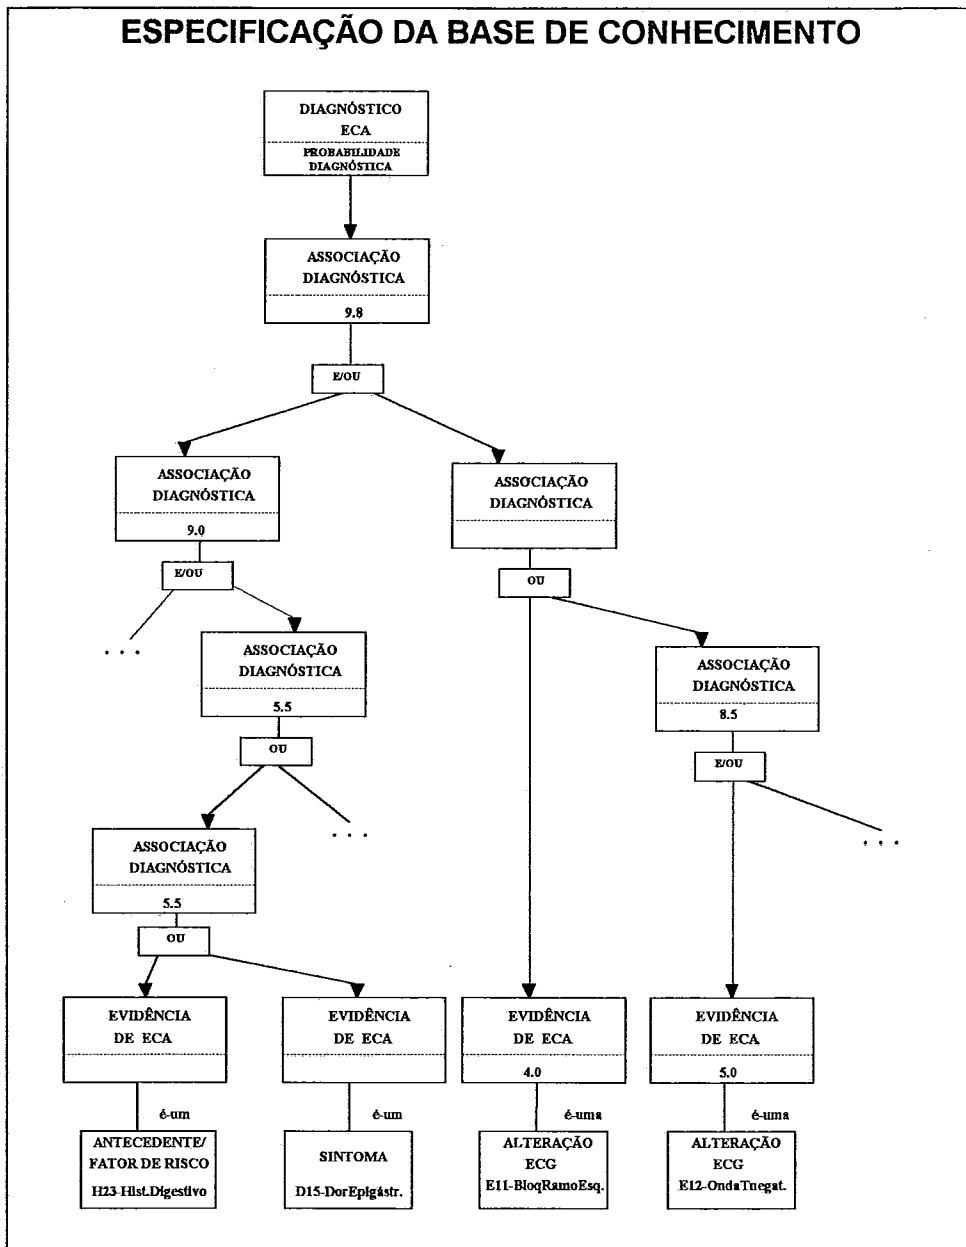 ESPECIFICAÇÃO DA BASE DE CONHECIMENTO
DIAGNÓSTICO
ECA
PROBABILIDADE
DIAGNÓSTICA
ASSOCIAÇÃO
DIAGNÓSTICA
9.8
E/OU
ASSOCIAÇÃO
DIAGNÓSTICA
9.0
ASSOCIAÇÃO
DIAGNÓSTICA
E/OU
OU
. . .
ASSOCIAÇÃO
DIAGNÓSTICA
5.5
ASSOCIAÇÃO
DIAGNÓSTICA
8.5
OU
E/OU
. . .
. . .
ASSOCIAÇÃO
DIAGNÓSTICA
5.5
OU
EVIDÊNCIA
DE ECA
EVIDÊNCIA
DE ECA
EVIDÊNCIA
DE ECA
4.0
EVIDÊNCIA
DE ECA
5.0
é-um
é-um
é-uma
é-uma
ANTECEDENTE/
FATOR DE RISCO
H23-Hist.Digestivo
SINTOMA
D15-DorEpigástr.
ALTERAÇÃO
ECG
E11-BloqRamoEsq.
ALTERAÇÃO
ECG
E12-OndaTnegat.